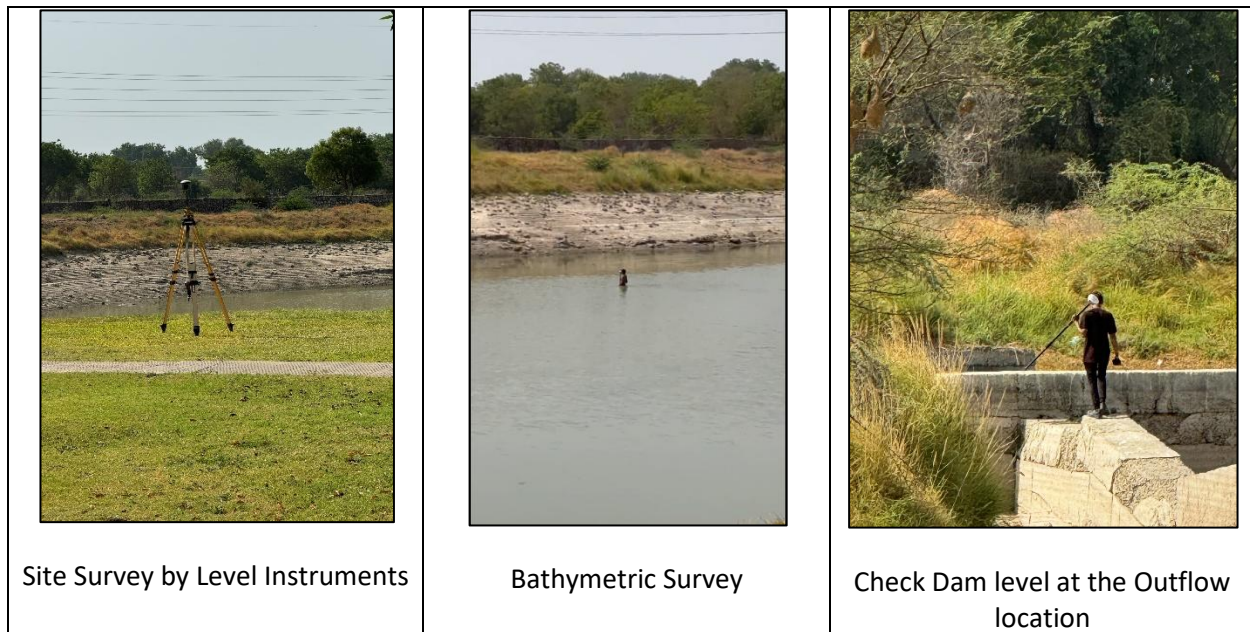 Site Survey by Level Instruments
Bathymetric Survey
Check Dam level at the Outflow
location